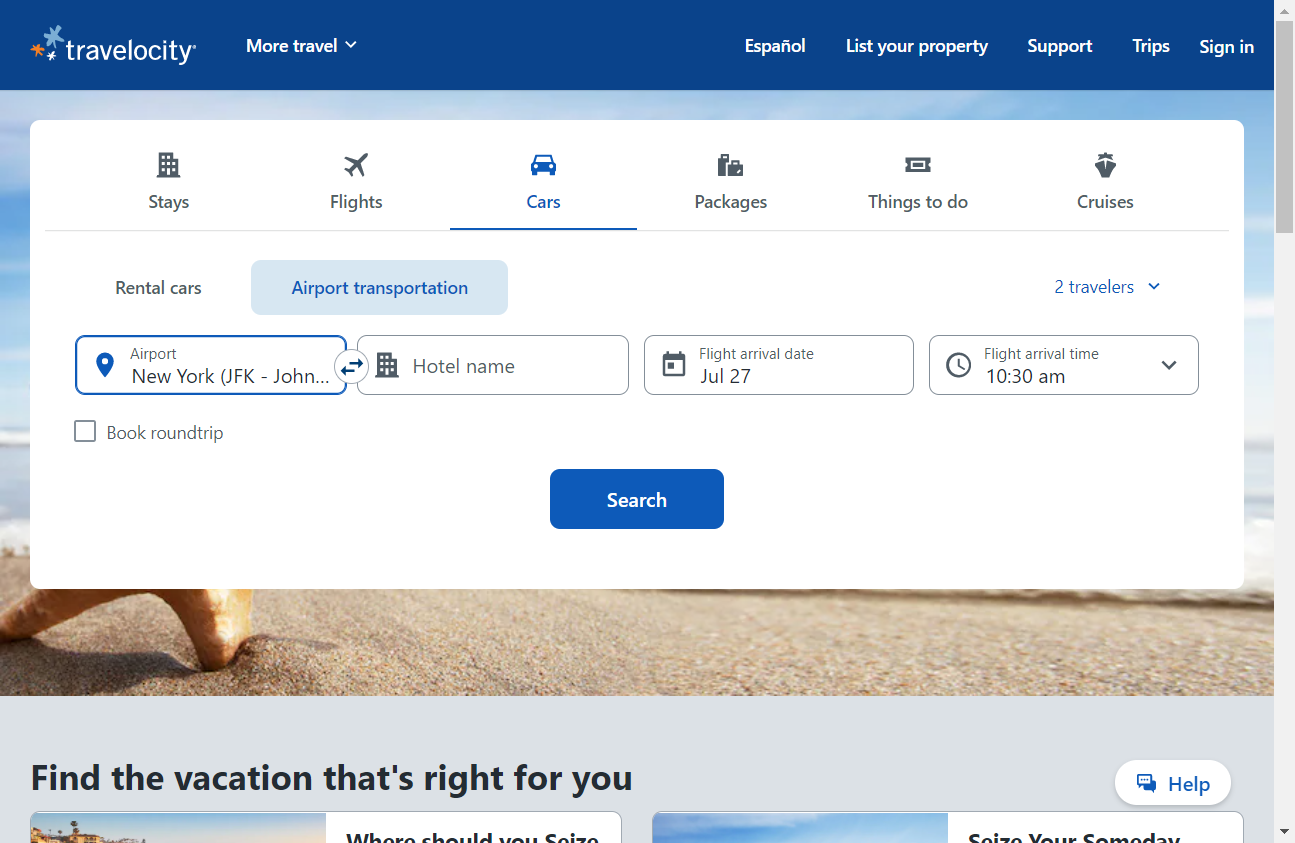 travelocity
More travel
Español
List your property
Support
Trips
Sign in
Stays
Flights
Cars
Packages
Things to do
Cruises
Rental cars
Airport transportation
2 travelers
Airport
New York (JFK - John...
Hotel name
Flight arrival date
Jul 27
Flight arrival time
10:30 am
Book roundtrip
Search
Find the vacation that's right for you
Help
Where should you Seize
Seize Your Someday